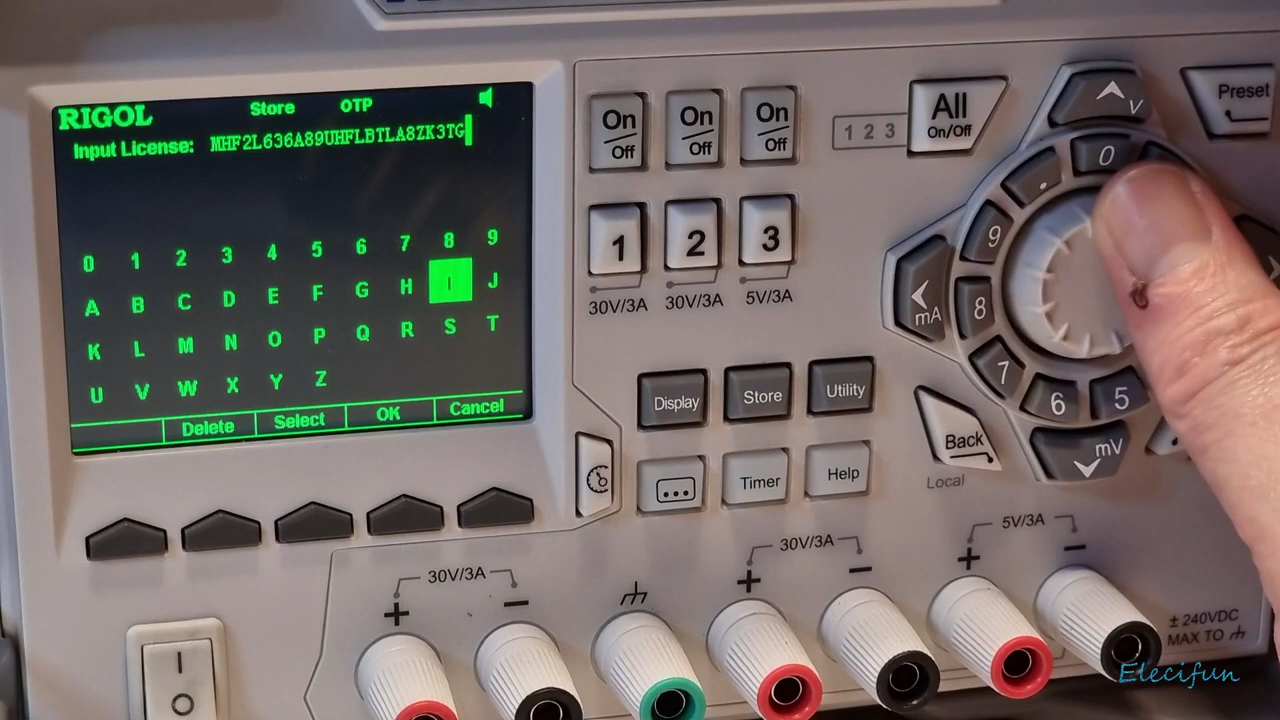 RIGOL Store OTP
Input License: MHF2L636A89UHFLBTLA8ZK3TG
0 1 2 3 4 5 6 7 8 9
A B C D E F G H I J
K L M N O P Q R S T
U V W X Y Z
Delete Select OK Cancel
On/Off On/Off On/Off
1 2 3
30V/3A 30V/3A 5V/3A
1 2 3
All
On/Off
V
Preset
0
.
9
8
7
6
5
mA
mV
Display Store Utility
Timer Help
Back
Local
30V/3A
+ −
30V/3A
+ −
5V/3A
+ −
± 240VDC
MAX TO
Elecifun